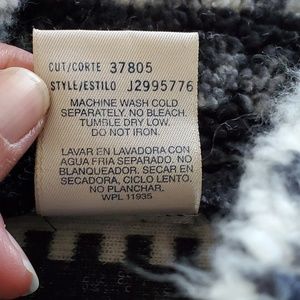 CUT/CORTE 37805
STYLE/ESTILO J2995776
MACHINE WASH COLD
SEPARATELY, NO BLEACH.
TUMBLE DRY LOW.
DO NOT IRON.
LAVAR EN LAVADORA CON
AGUA FRIA SEPARADO. NO
BLANQUEADOR. SECAR EN
SECADORA, CICLO LENTO.
NO PLANCHAR.
WPL 11935